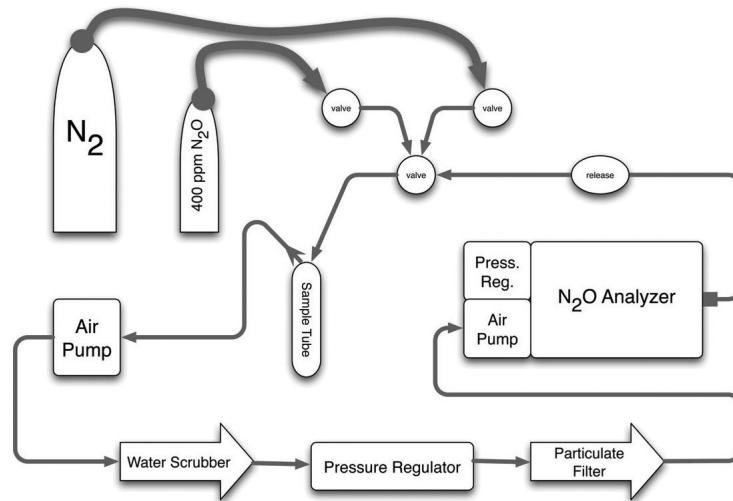 N2
400 ppm N2O
valve
valve
valve
release
Sample Tube
Press.
Reg.
N2O Analyzer
Air
Pump
Air
Pump
Water Scrubber
Pressure Regulator
Particulate
Filter